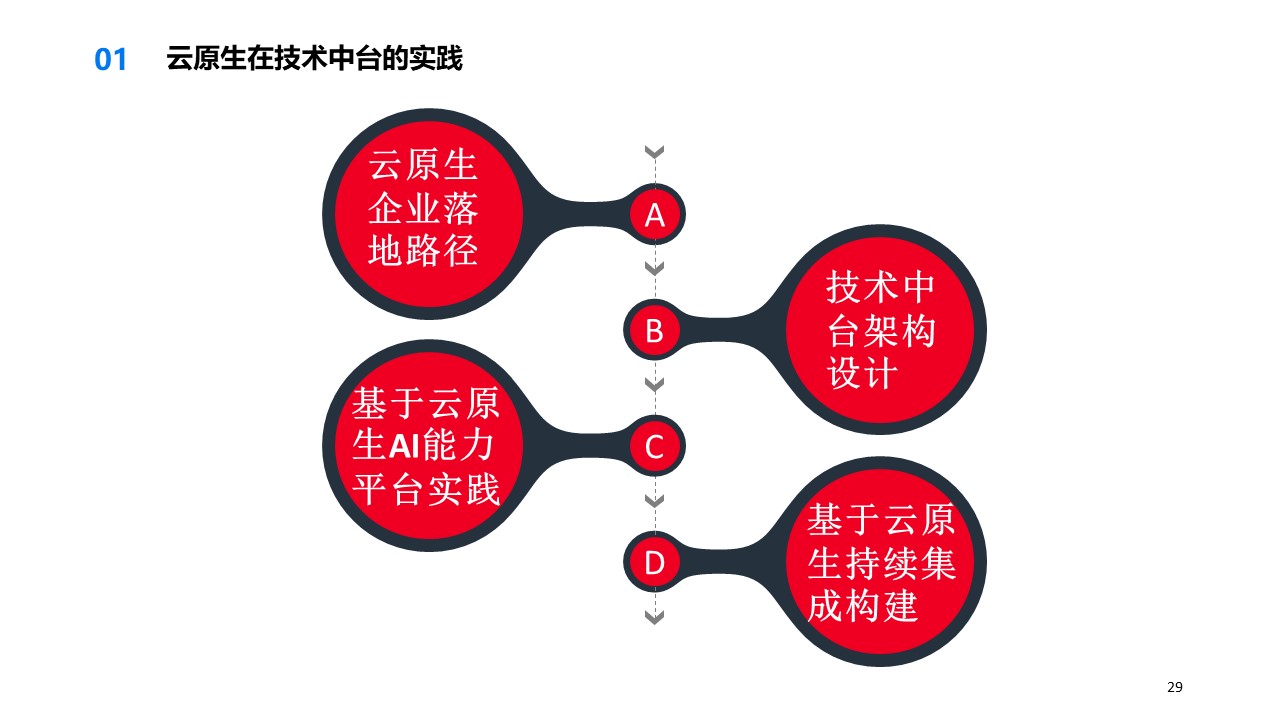 01 云原生在技术中台的实践
云原生
企业落
地路径
A
B
技术中
台架构
设计
基于云原
生AI能力
平台实践
C
D
基于云原
生持续集
成构建
29